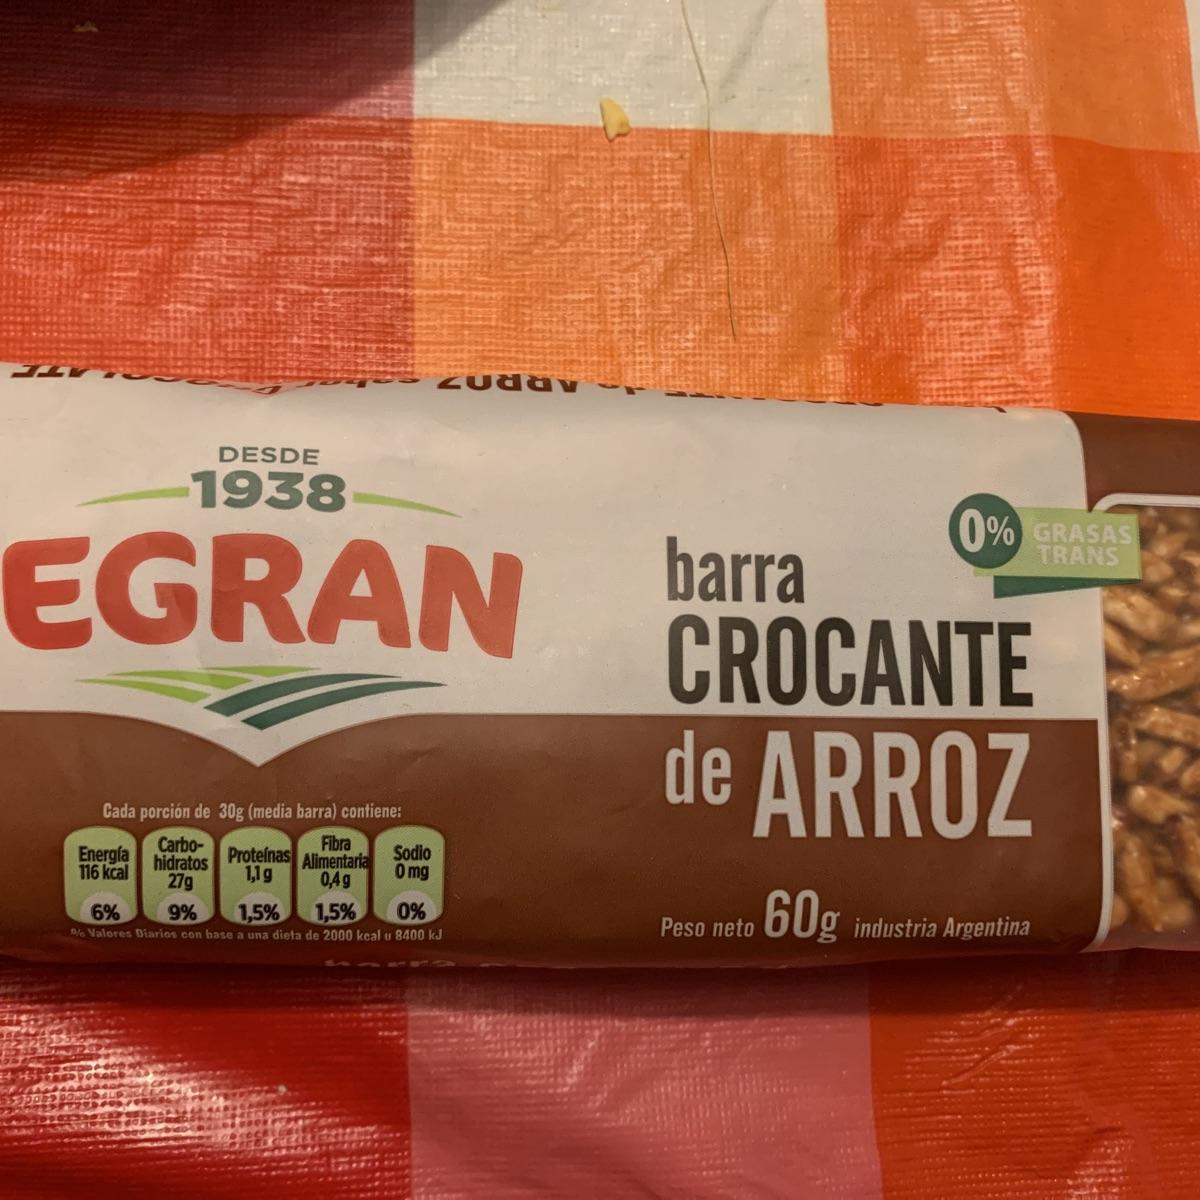 DESDE
1938
EGRAN
0% GRASAS
TRANS
barra
CROCANTE
de ARROZ
Cada porción de 30g (media barra) contiene:
Energía
116 kcal
6%
Carbo-
hidratos
27g
9%
Proteínas
1,1 g
1,5%
Fibra
Alimentaria
0,4 g
1,5%
Sodio
0 mg
0%
% Valores Diarios con base a una dieta de 2000 kcal u 8400 kJ
Peso neto 60g industria Argentina